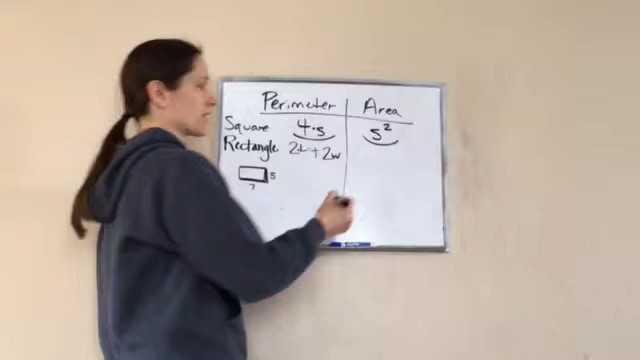 Perimeter Area
Square 4·s s²
Rectangle 2L + 2w
5
7